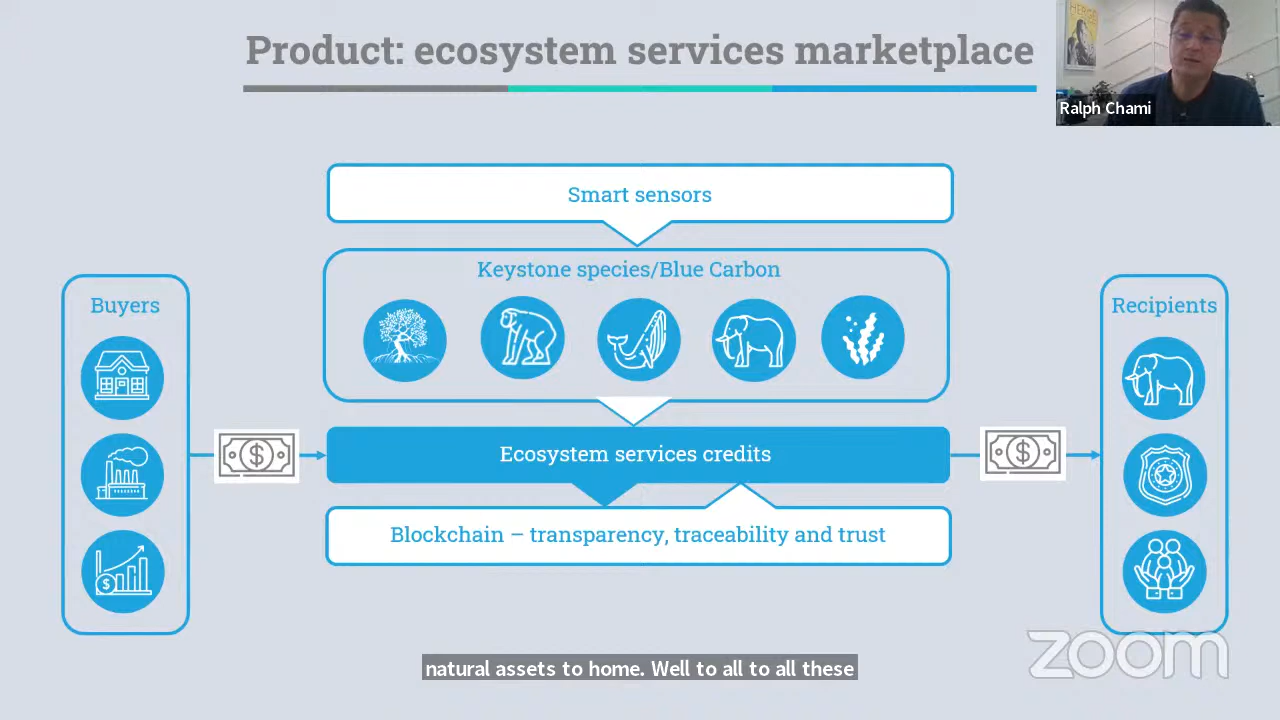 Product: ecosystem services marketplace
HERGÉ
Ralph Chami
Smart sensors
Keystone species/Blue Carbon
Buyers
Recipients
$
$
Ecosystem services credits
Blockchain – transparency, traceability and trust
$
zoom
natural assets to home. Well to all to all these